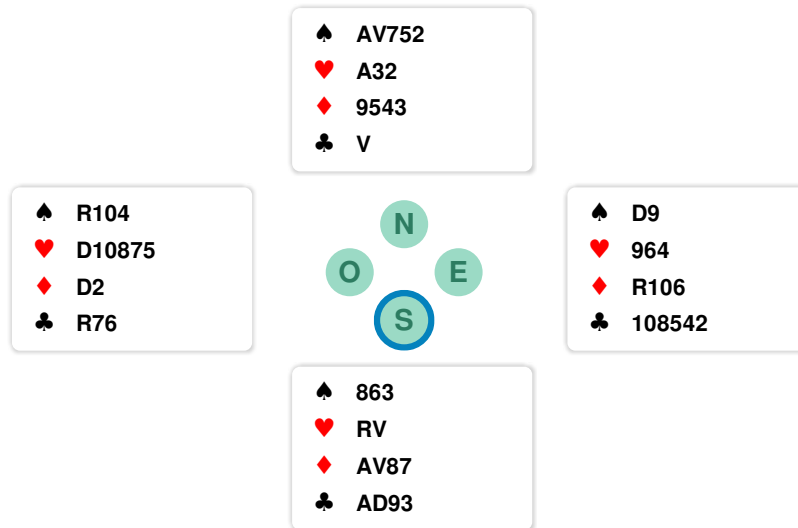 ♠ AV752
♥ A32
♦ 9543
♣ V
♠ R104
♥ D10875
♦ D2
♣ R76
N
O E
S
♠ D9
♥ 964
♦ R106
♣ 108542
♠ 863
♥ RV
♦ AV87
♣ AD93